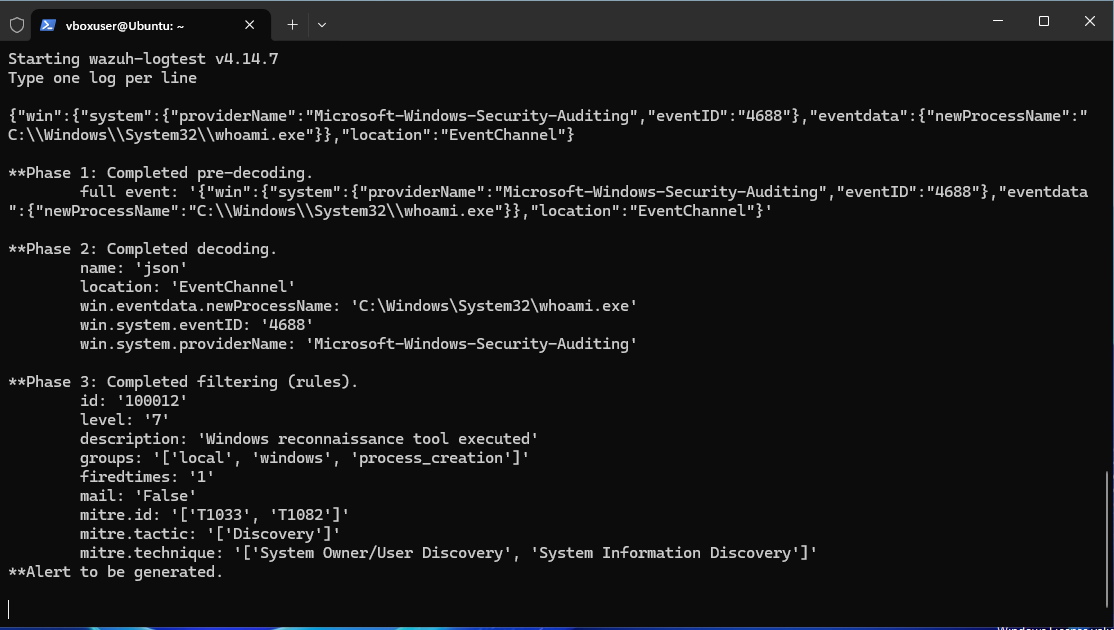 vboxuser@Ubuntu: ~
Starting wazuh-logtest v4.14.7
Type one log per line
{"win":{"system":{"providerName":"Microsoft-Windows-Security-Auditing","eventID":"4688"},"eventdata":{"newProcessName":"
C:\\Windows\\System32\\whoami.exe"}},"location":"EventChannel"}
**Phase 1: Completed pre-decoding.
        full event: '{"win":{"system":{"providerName":"Microsoft-Windows-Security-Auditing","eventID":"4688"},"eventdata
":{"newProcessName":"C:\\Windows\\System32\\whoami.exe"}},"location":"EventChannel"}'
**Phase 2: Completed decoding.
        name: 'json'
        location: 'EventChannel'
        win.eventdata.newProcessName: 'C:\Windows\System32\whoami.exe'
        win.system.eventID: '4688'
        win.system.providerName: 'Microsoft-Windows-Security-Auditing'
**Phase 3: Completed filtering (rules).
        id: '100012'
        level: '7'
        description: 'Windows reconnaissance tool executed'
        groups: '['local', 'windows', 'process_creation']'
        firedtimes: '1'
        mail: 'False'
        mitre.id: '['T1033', 'T1082']'
        mitre.tactic: '['Discovery']'
        mitre.technique: '['System Owner/User Discovery', 'System Information Discovery']'
**Alert to be generated.